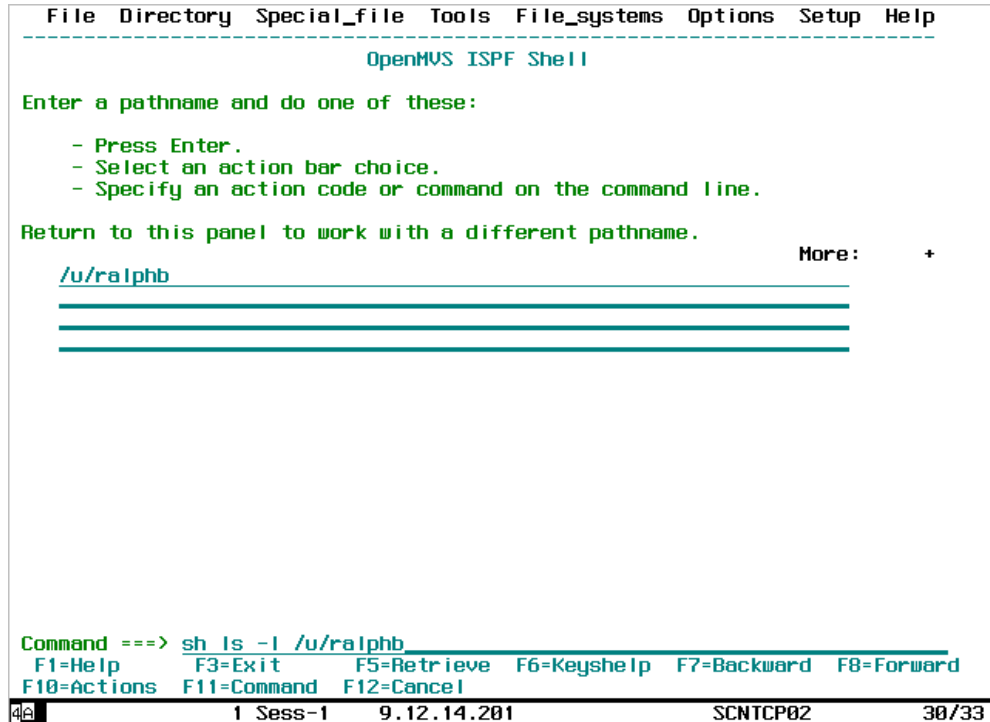 File  Directory  Special_file  Tools  File_systems  Options  Setup  Help
OpenMVS ISPF Shell
Enter a pathname and do one of these:
- Press Enter.
- Select an action bar choice.
- Specify an action code or command on the command line.
Return to this panel to work with a different pathname.
More:     +
/u/ralphb
Command ===> sh ls -l /u/ralphb
F1=Help  F3=Exit  F5=Retrieve  F6=Keyshelp  F7=Backward  F8=Forward
F10=Actions  F11=Command  F12=Cancel
4A  1 Sess-1  9.12.14.201  SCNTCP02  30/33